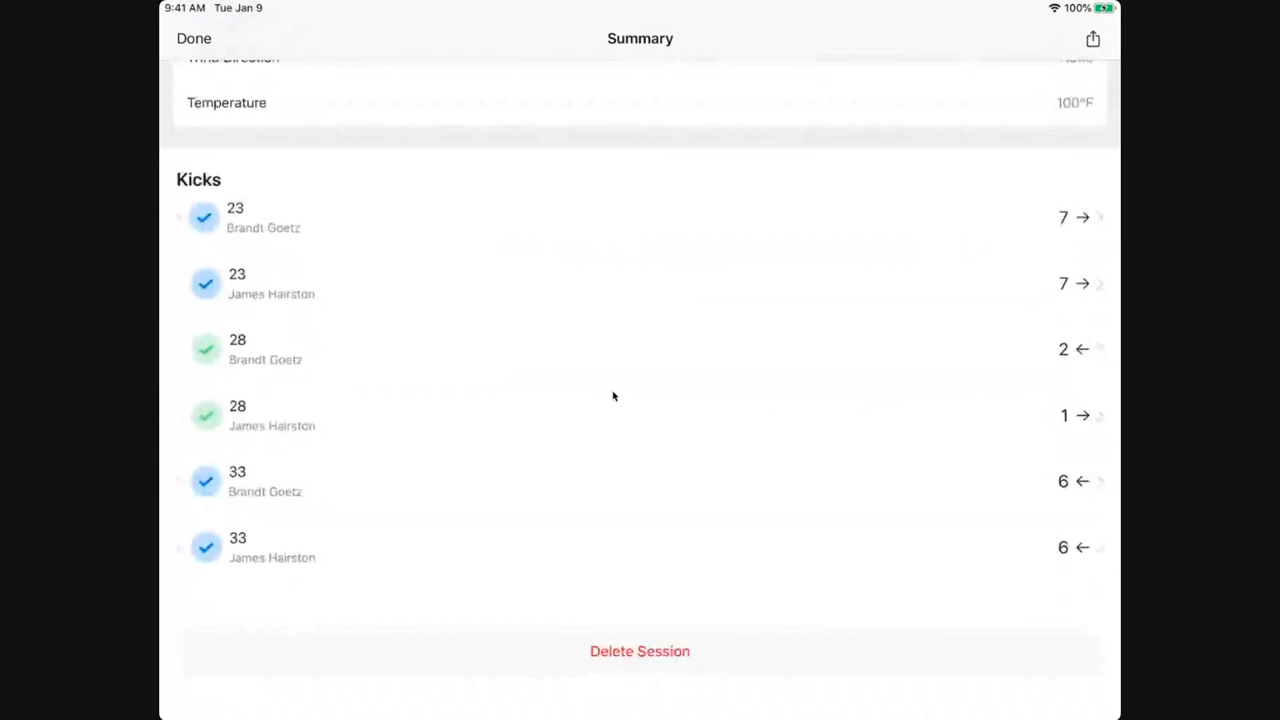 9:41 AM Tue Jan 9
100%
Done
Summary
Wind Direction
Temperature
100°F
Kicks
23
Brandt Goetz
7 →
23
James Hairston
7 →
28
Brandt Goetz
2 ←
28
James Hairston
1 →
33
Brandt Goetz
6 ←
33
James Hairston
6 ←
Delete Session